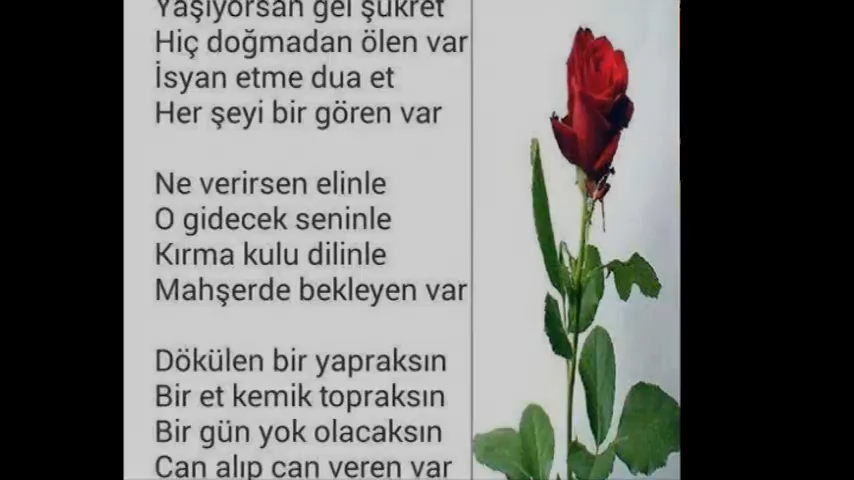 Yaşıyorsan gel şükret
Hiç doğmadan ölen var
İsyan etme dua et
Her şeyi bir gören var
Ne verirsen elinle
O gidecek seninle
Kırma kulu dilinle
Mahşerde bekleyen var
Dökülen bir yapraksın
Bir et kemik topraksın
Bir gün yok olacaksın
Can alıp can veren var